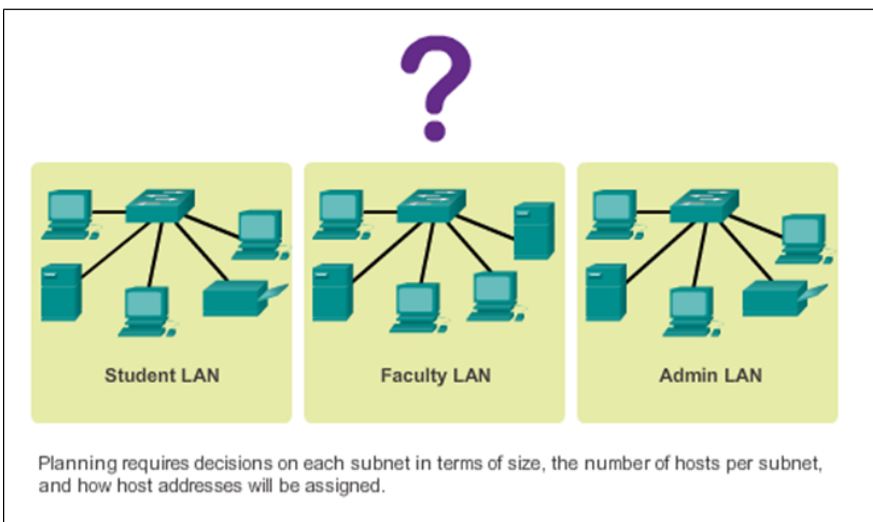 ?
Student LAN
Faculty LAN
Admin LAN
Planning requires decisions on each subnet in terms of size, the number of hosts per subnet,
and how host addresses will be assigned.